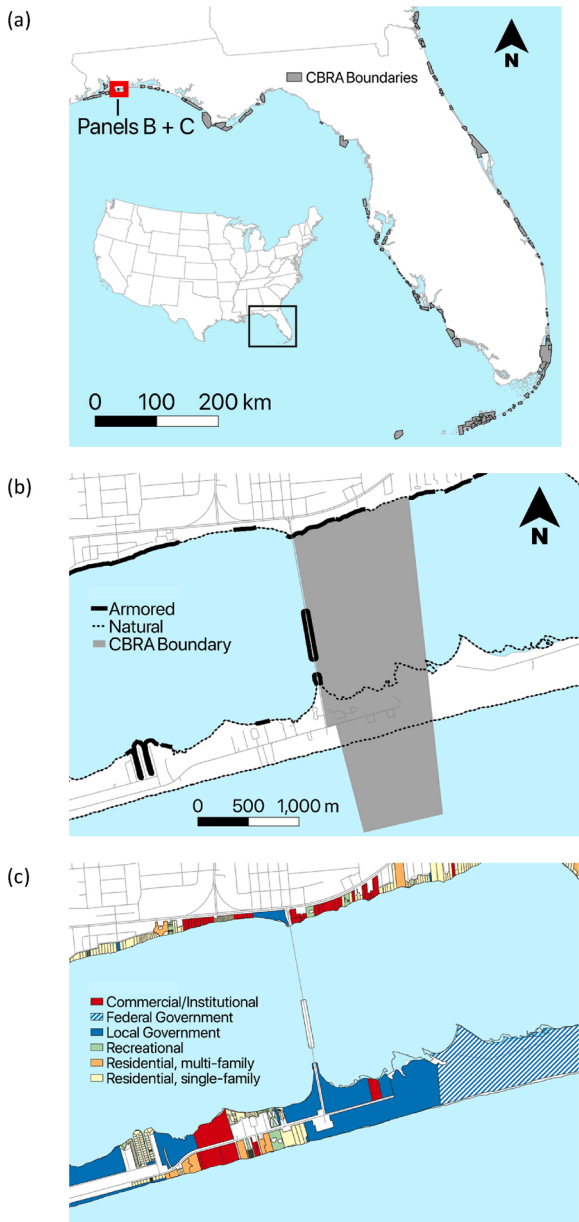 (a)
N
CBRA Boundaries
Panels B + C
0 100 200 km
(b)
N
Armored
Natural
CBRA Boundary
0 500 1,000 m
(c)
Commercial/Institutional
Federal Government
Local Government
Recreational
Residential, multi-family
Residential, single-family